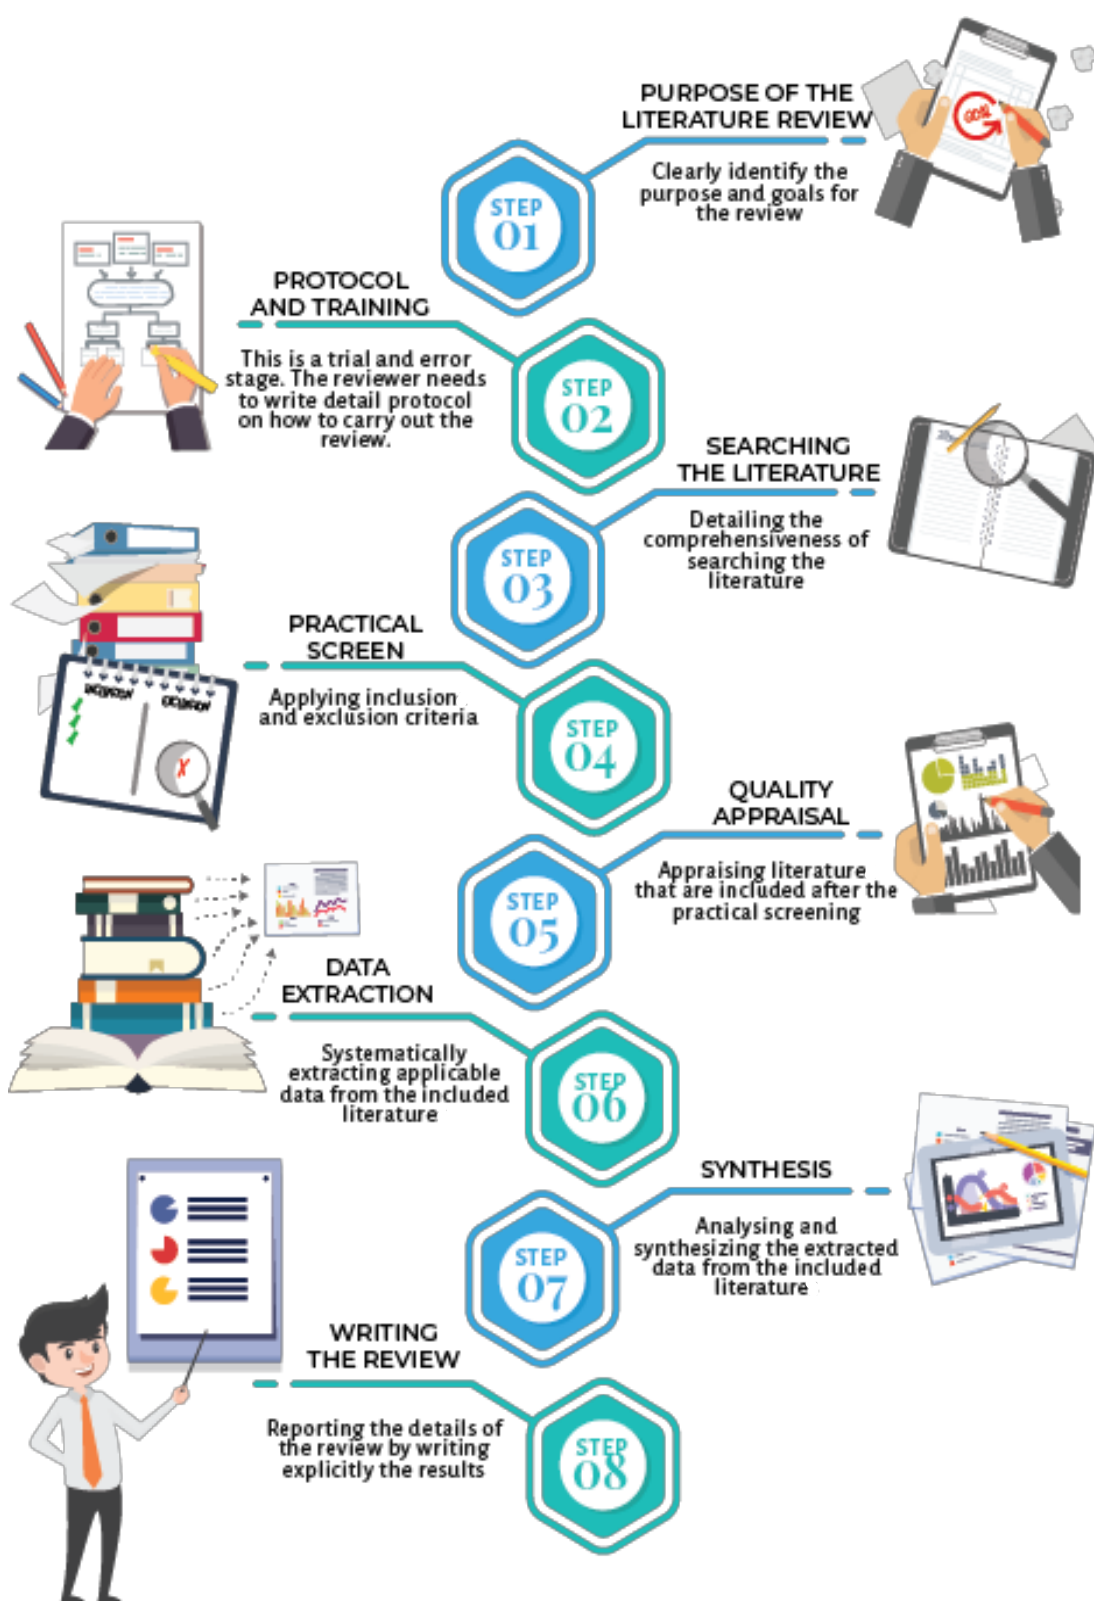 PURPOSE OF THE
LITERATURE REVIEW
Clearly identify the
purpose and goals for
the review
GOAL
STEP
01
PROTOCOL
AND TRAINING
This is a trial and error
stage. The reviewer needs
to write detail protocol
on how to carry out the
review.
STEP
02
SEARCHING
THE LITERATURE
Detailing the
comprehensiveness of
searching the
literature
STEP
03
PRACTICAL
SCREEN
Applying inclusion
and exclusion criteria
STEP
04
QUALITY
APPRAISAL
Appraising literature
that are included after the
practical screening
STEP
05
DATA
EXTRACTION
Systematically
extracting applicable
data from the included
literature
STEP
06
SYNTHESIS
Analysing and
synthesizing the extracted
data from the included
literature
STEP
07
WRITING
THE REVIEW
Reporting the details of
the review by writing
explicitly the results
STEP
08